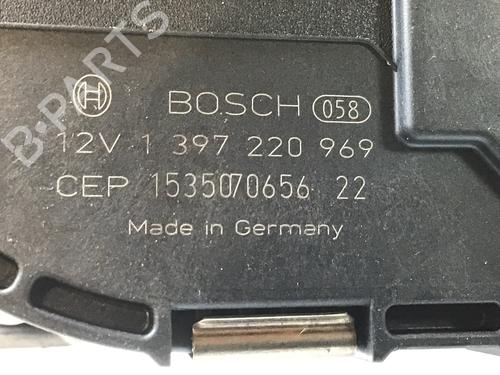 BOSCH 058
12V 1 397 220 969
CEP 1535070656 22
Made in Germany
B-PARTS